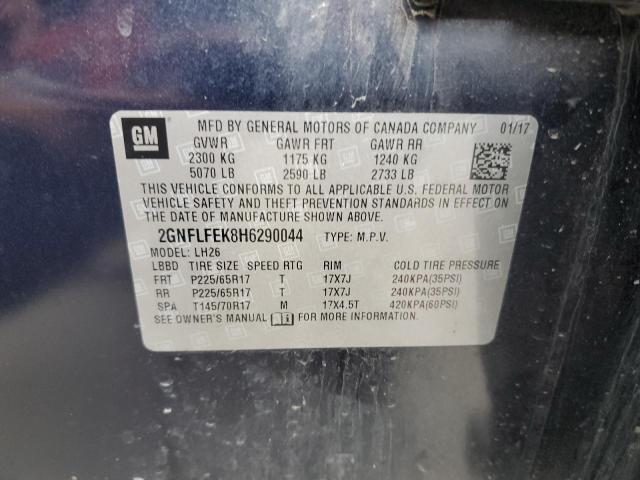 GM
MFD BY GENERAL MOTORS OF CANADA COMPANY 01/17
GVWR GAWR FRT GAWR RR
2300 KG 1175 KG 1240 KG
5070 LB 2590 LB 2733 LB
THIS VEHICLE CONFORMS TO ALL APPLICABLE U.S. FEDERAL MOTOR
VEHICLE SAFETY AND THEFT PREVENTION STANDARDS IN EFFECT ON
THE DATE OF MANUFACTURE SHOWN ABOVE.
2GNFLFEK8H6290044 TYPE: M.P.V.
MODEL: LH26
LBBD TIRE SIZE SPEED RTG RIM COLD TIRE PRESSURE
FRT P225/65R17 T 17X7J 240KPA(35PSI)
RR P225/65R17 T 17X7J 240KPA(35PSI)
SPA T145/70R17 M 17X4.5T 420KPA(60PSI)
SEE OWNER'S MANUAL FOR MORE INFORMATION.